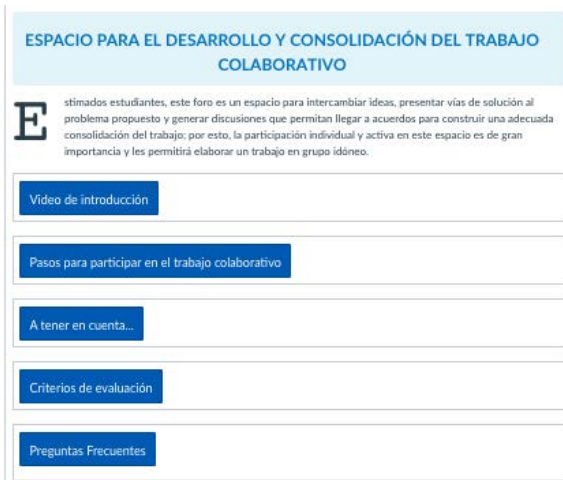 ESPACIO PARA EL DESARROLLO Y CONSOLIDACIÓN DEL TRABAJO
COLABORATIVO
Estimados estudiantes, este foro es un espacio para intercambiar ideas, presentar vías de solución al
problema propuesto y generar discusiones que permitan llegar a acuerdos para construir una adecuada
consolidación del trabajo; por esto, la participación individual y activa en este espacio es de gran
importancia y les permitirá elaborar un trabajo en grupo idóneo.
Video de introducción
Pasos para participar en el trabajo colaborativo
A tener en cuenta...
Criterios de evaluación
Preguntas Frecuentes